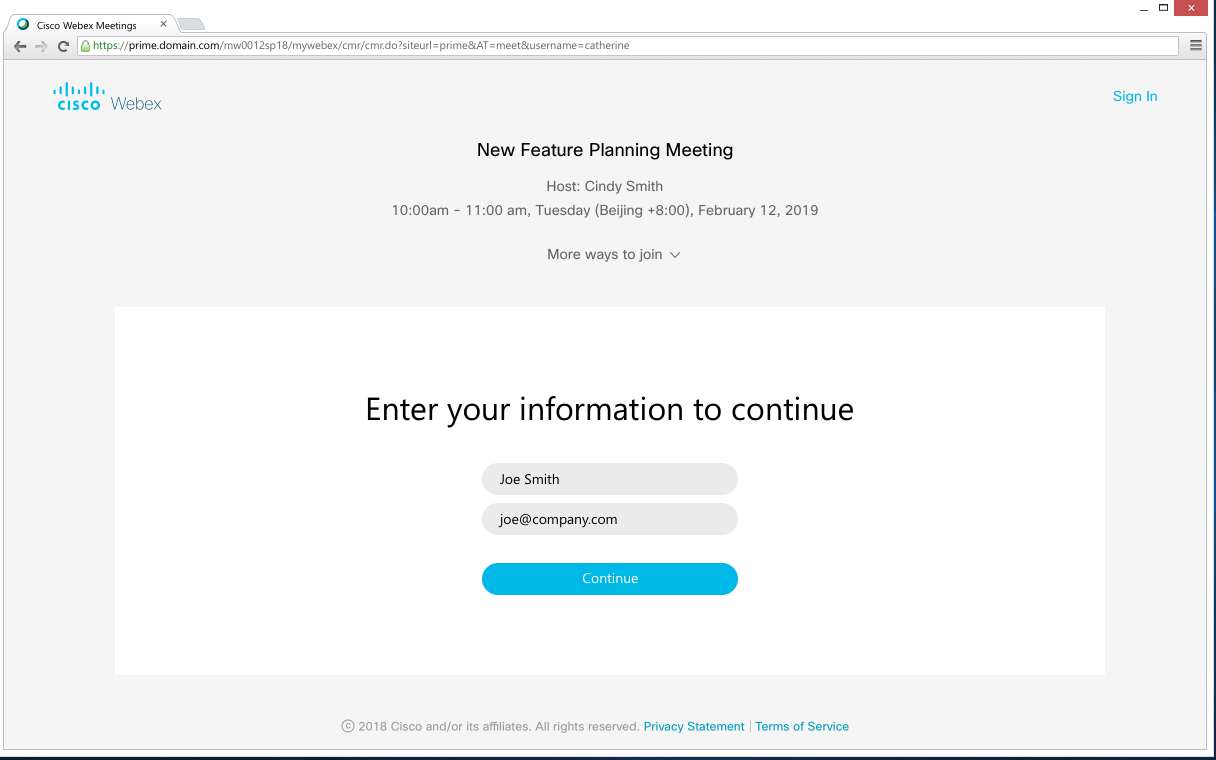 Cisco Webex Meetings
https://prime.domain.com/mw0012sp18/mywebex/cmr/cmr.do?siteurl=prime&AT=meet&username=catherine
cisco Webex
Sign In
New Feature Planning Meeting
Host: Cindy Smith
10:00am - 11:00 am, Tuesday (Beijing +8:00), February 12, 2019
More ways to join
Enter your information to continue
Joe Smith
joe@company.com
Continue
© 2018 Cisco and/or its affiliates. All rights reserved. Privacy Statement | Terms of Service